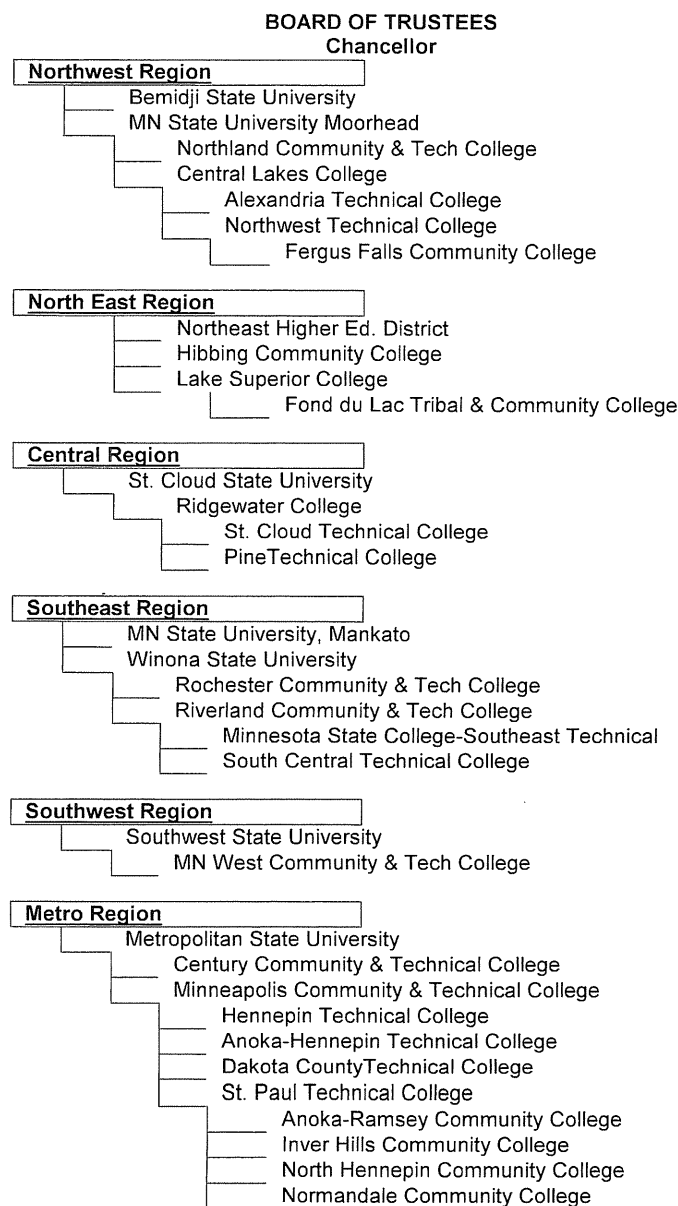 BOARD OF TRUSTEES
Chancellor
Northwest Region
Bemidji State University
MN State University Moorhead
Northland Community & Tech College
Central Lakes College
Alexandria Technical College
Northwest Technical College
Fergus Falls Community College
North East Region
Northeast Higher Ed. District
Hibbing Community College
Lake Superior College
Fond du Lac Tribal & Community College
Central Region
St. Cloud State University
Ridgewater College
St. Cloud Technical College
PineTechnical College
Southeast Region
MN State University, Mankato
Winona State University
Rochester Community & Tech College
Riverland Community & Tech College
Minnesota State College-Southeast Technical
South Central Technical College
Southwest Region
Southwest State University
MN West Community & Tech College
Metro Region
Metropolitan State University
Century Community & Technical College
Minneapolis Community & Technical College
Hennepin Technical College
Anoka-Hennepin Technical College
Dakota CountyTechnical College
St. Paul Technical College
Anoka-Ramsey Community College
Inver Hills Community College
North Hennepin Community College
Normandale Community College